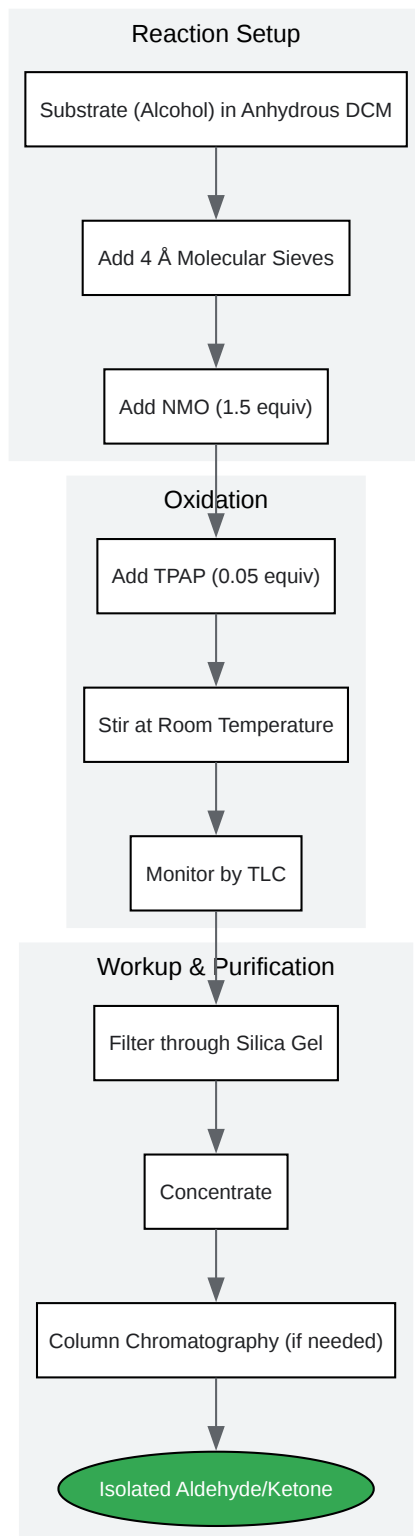 Reaction Setup
Substrate (Alcohol) in Anhydrous DCM
Add 4 Å Molecular Sieves
Add NMO (1.5 equiv)
Oxidation
Add TPAP (0.05 equiv)
Stir at Room Temperature
Monitor by TLC
Workup & Purification
Filter through Silica Gel
Concentrate
Column Chromatography (if needed)
Isolated Aldehyde/Ketone